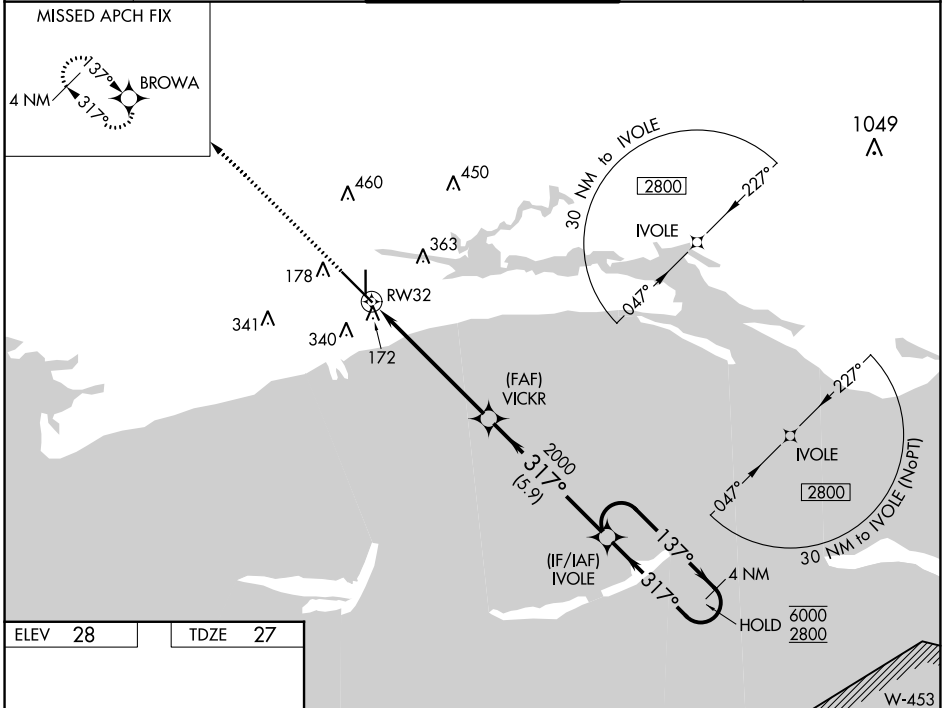 MISSED APCH FIX
137°
BROWA
4 NM
317°
1049
460
450
30 NM to IVOLE
2800
227°
IVOLE
047°
363
178
RW32
341
340
172
(FAF)
VICKR
2000
317°
(5.9)
227°
IVOLE
047°
2800
30 NM to IVOLE (NoPT)
(IF/IAF)
IVOLE
137°
317°
4 NM
HOLD
6000
2800
ELEV 28
TDZE 27
W-453